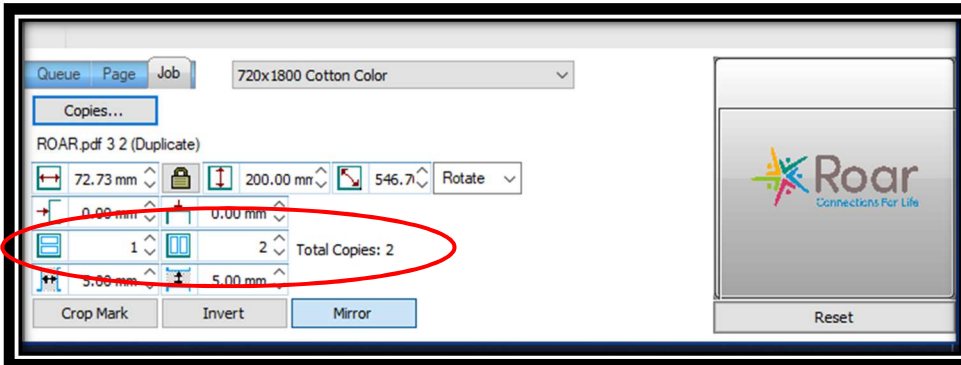 Queue Page Job 720x1800 Cotton Color
Copies...
ROAR.pdf 3 2 (Duplicate)
72.73 mm 200.00 mm 546.7 Rotate
0.00 mm 0.00 mm
1 2 Total Copies: 2
5.00 mm 5.00 mm
Crop Mark Invert Mirror
Roar
Connections For Life
Reset